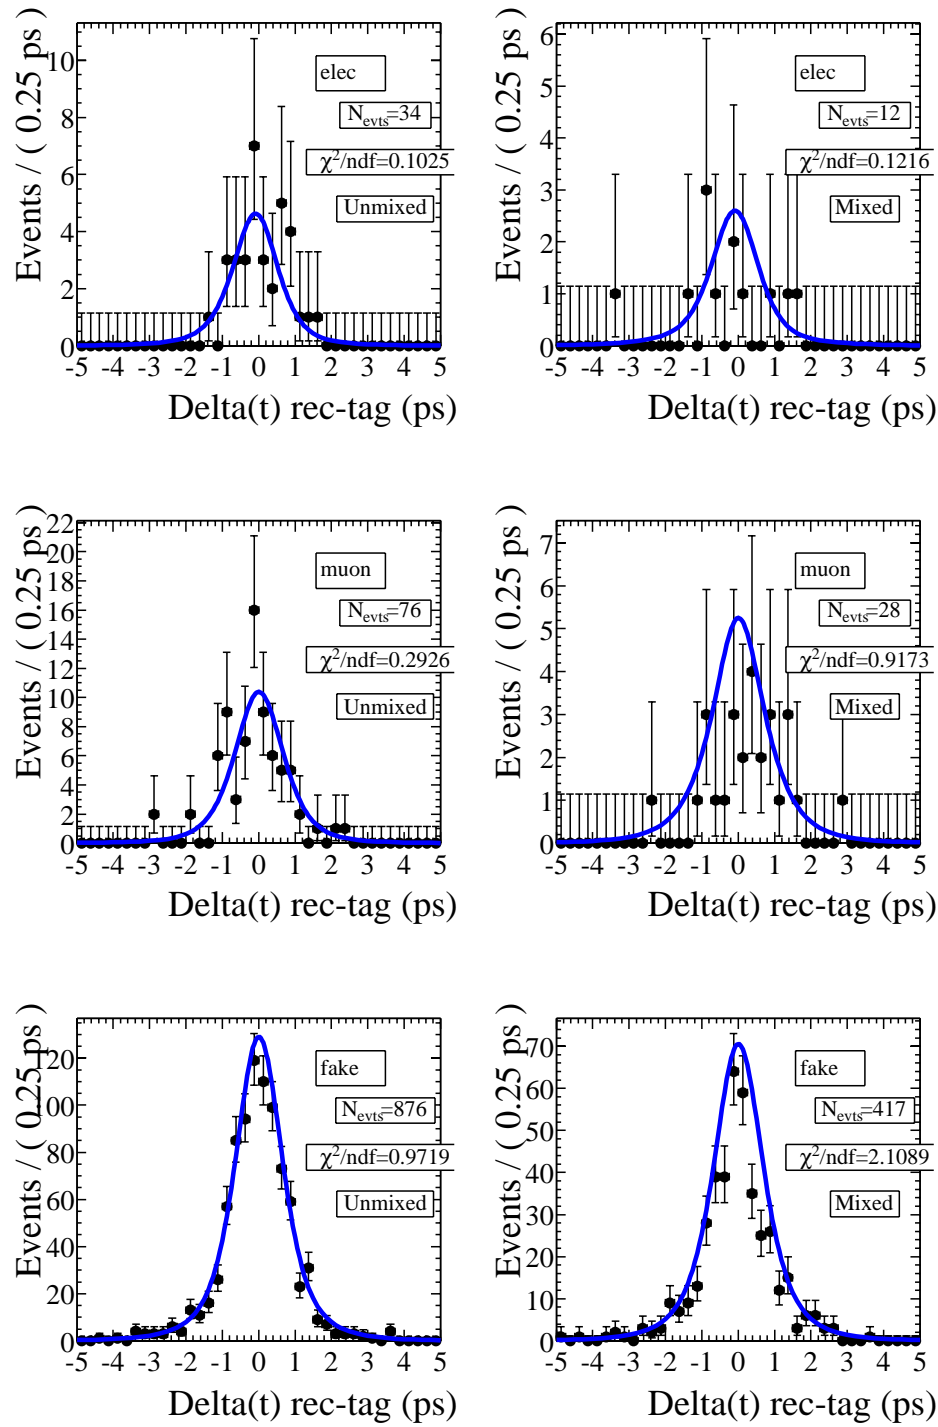 Events / ( 0.25 ps )
10
8
6
4
2
0
elec
N_evts=34
χ²/ndf=0.1025
Unmixed
-5 -4 -3 -2 -1 0 1 2 3 4 5
Delta(t) rec-tag (ps)
Events / ( 0.25 ps )
6
5
4
3
2
1
0
elec
N_evts=12
χ²/ndf=0.1216
Mixed
-5 -4 -3 -2 -1 0 1 2 3 4 5
Delta(t) rec-tag (ps)
Events / ( 0.25 ps )
22
20
18
16
14
12
10
8
6
4
2
0
muon
N_evts=76
χ²/ndf=0.2926
Unmixed
-5 -4 -3 -2 -1 0 1 2 3 4 5
Delta(t) rec-tag (ps)
Events / ( 0.25 ps )
7
6
5
4
3
2
1
0
muon
N_evts=28
χ²/ndf=0.9173
Mixed
-5 -4 -3 -2 -1 0 1 2 3 4 5
Delta(t) rec-tag (ps)
Events / ( 0.25 ps )
120
100
80
60
40
20
0
fake
N_evts=876
χ²/ndf=0.9719
Unmixed
-5 -4 -3 -2 -1 0 1 2 3 4 5
Delta(t) rec-tag (ps)
Events / ( 0.25 ps )
70
60
50
40
30
20
10
0
fake
N_evts=417
χ²/ndf=2.1089
Mixed
-5 -4 -3 -2 -1 0 1 2 3 4 5
Delta(t) rec-tag (ps)